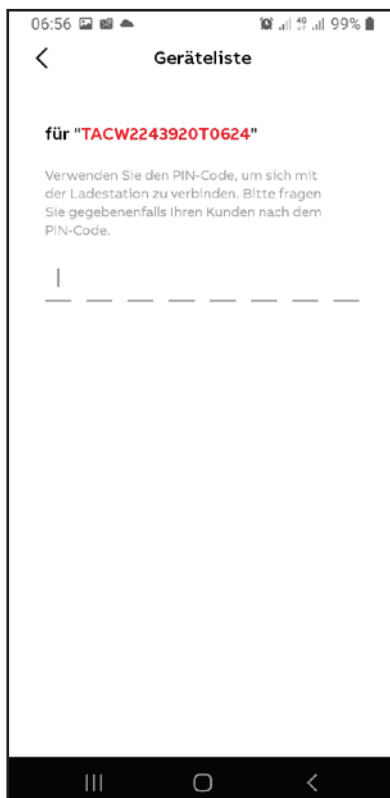 06:56 4G 99%
Geräteliste
für "TACW2243920T0624"
Verwenden Sie den PIN-Code, um sich mit
der Ladestation zu verbinden. Bitte fragen
Sie gegebenenfalls Ihren Kunden nach dem
PIN-Code.